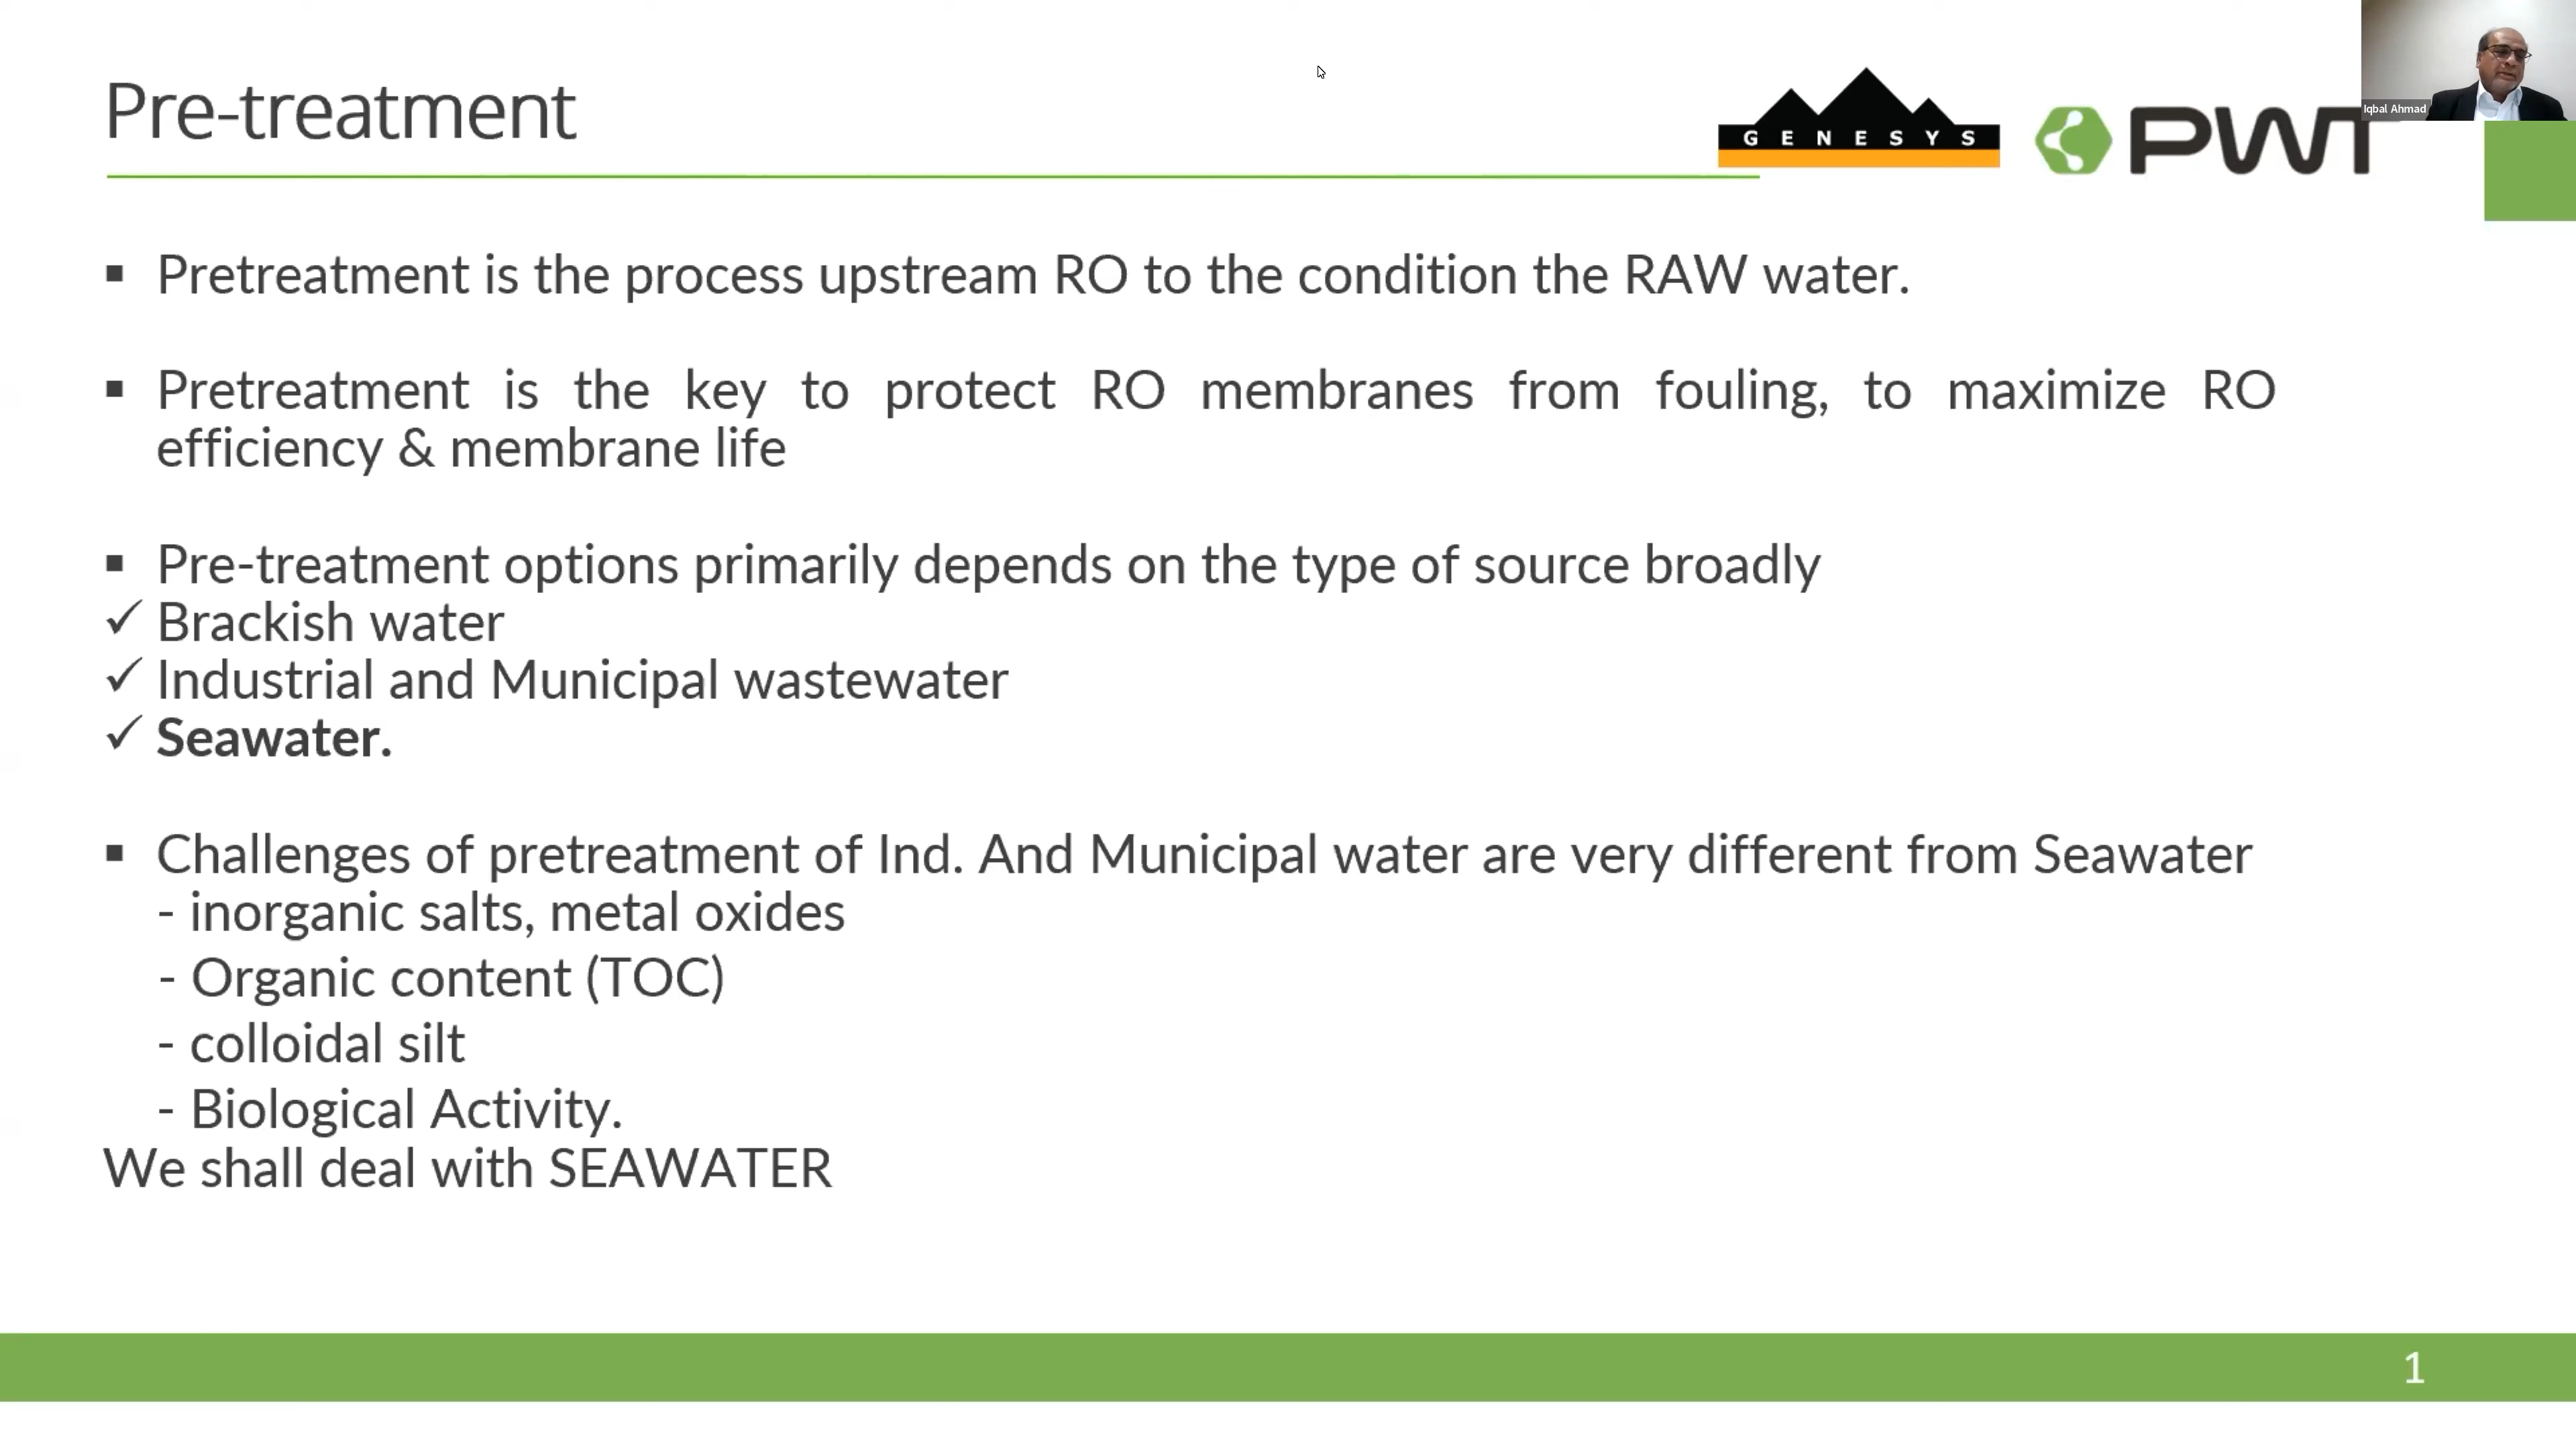 Pre-treatment
GENESYS
PWT
Iqbal Ahmad
▪ Pretreatment is the process upstream RO to the condition the RAW water.
▪ Pretreatment is the key to protect RO membranes from fouling, to maximize RO
efficiency & membrane life
▪ Pre-treatment options primarily depends on the type of source broadly
✓ Brackish water
✓ Industrial and Municipal wastewater
✓ Seawater.
▪ Challenges of pretreatment of Ind. And Municipal water are very different from Seawater
- inorganic salts, metal oxides
- Organic content (TOC)
- colloidal silt
- Biological Activity.
We shall deal with SEAWATER
1